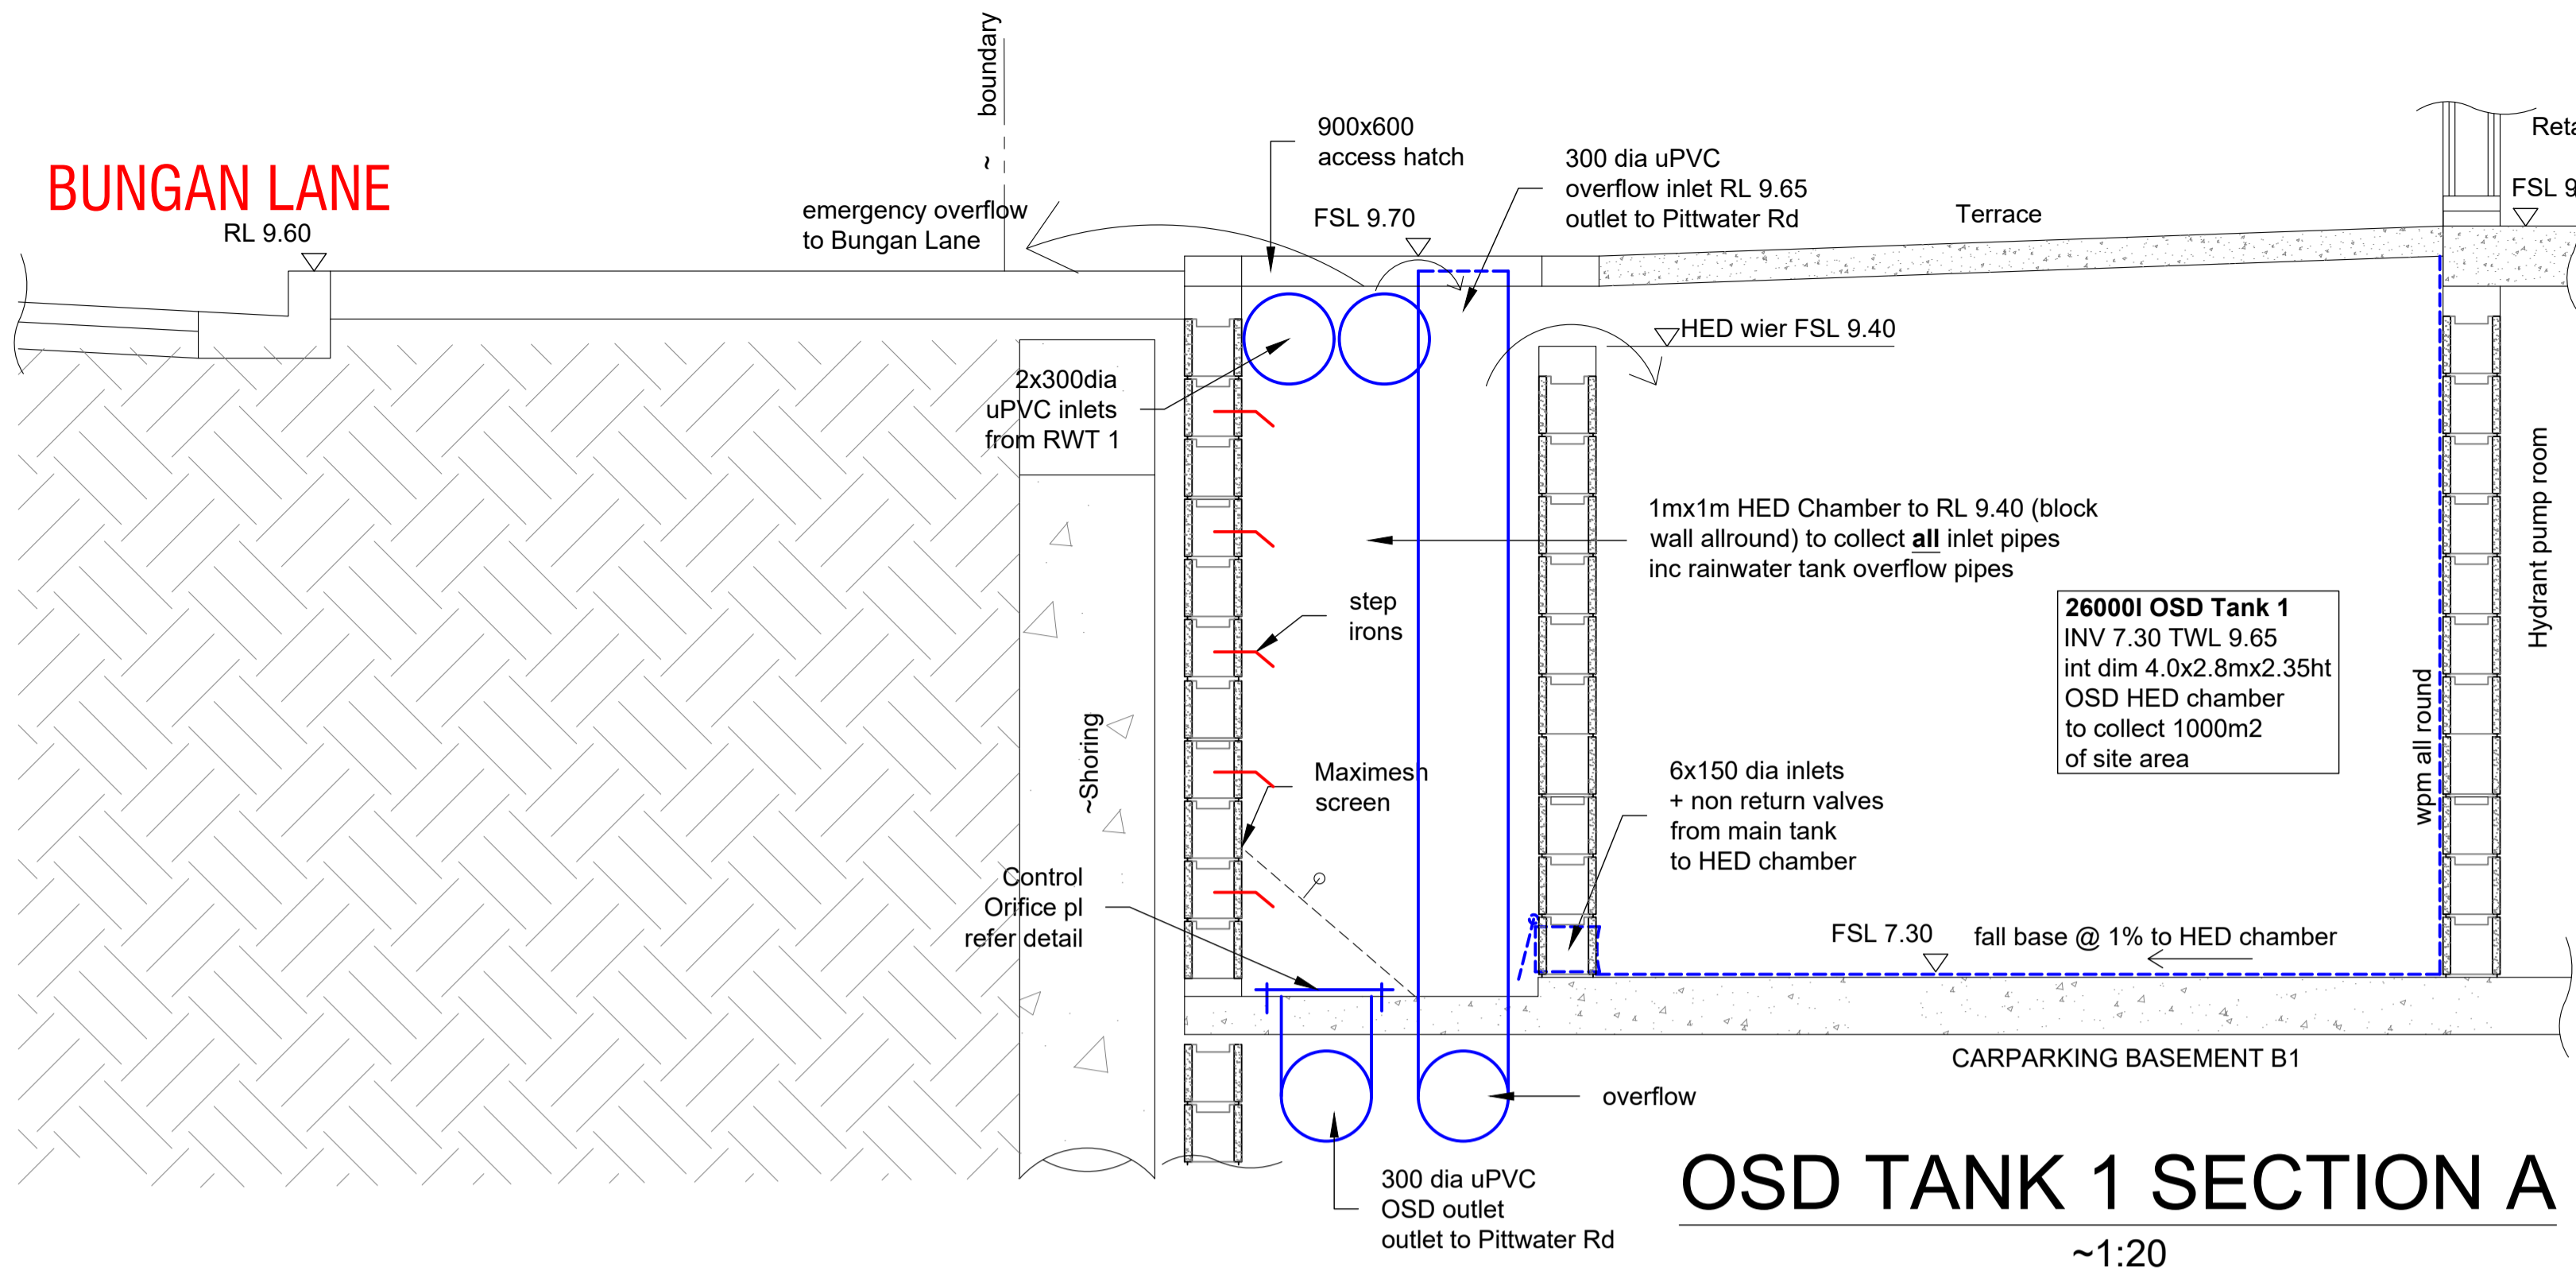 boundary
~
BUNGAN LANE
RL 9.60
emergency overflow
to Bungan Lane
900x600
access hatch
FSL 9.70
300 dia uPVC
overflow inlet RL 9.65
outlet to Pittwater Rd
Terrace
Reta
FSL 9
HED wier FSL 9.40
2x300dia
uPVC inlets
from RWT 1
1mx1m HED Chamber to RL 9.40 (block
wall allround) to collect all inlet pipes
inc rainwater tank overflow pipes
step
irons
26000l OSD Tank 1
INV 7.30 TWL 9.65
int dim 4.0x2.8mx2.35ht
OSD HED chamber
to collect 1000m2
of site area
Hydrant pump room
wpm all round
~Shoring
Maximesh
screen
6x150 dia inlets
+ non return valves
from main tank
to HED chamber
Control
Orifice pl
refer detail
FSL 7.30
fall base @ 1% to HED chamber
CARPARKING BASEMENT B1
overflow
300 dia uPVC
OSD outlet
outlet to Pittwater Rd
OSD TANK 1 SECTION A
~1:20